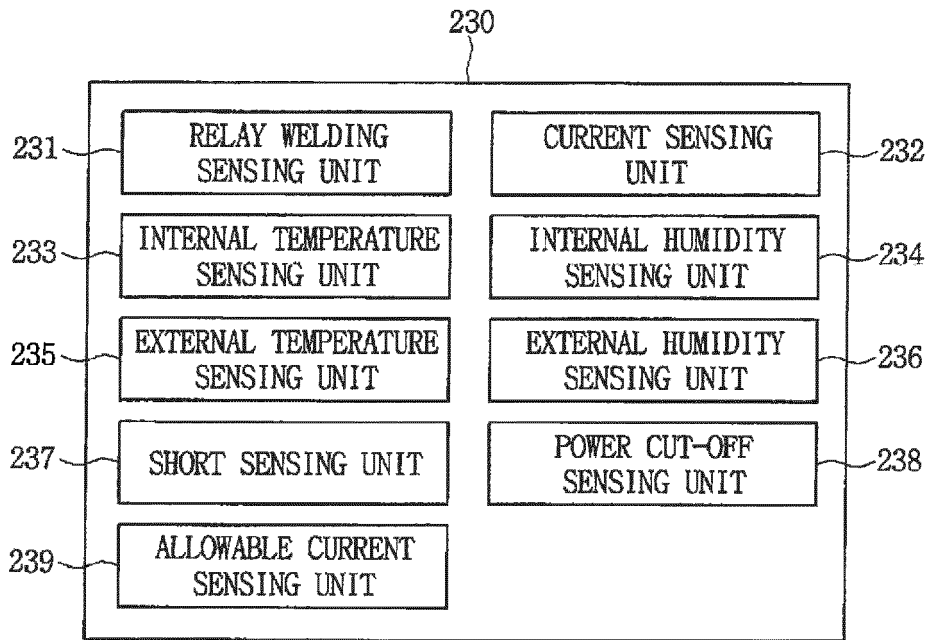 230
231
RELAY WELDING
SENSING UNIT
CURRENT SENSING
UNIT
232
233
INTERNAL TEMPERATURE
SENSING UNIT
INTERNAL HUMIDITY
SENSING UNIT
234
235
EXTERNAL TEMPERATURE
SENSING UNIT
EXTERNAL HUMIDITY
SENSING UNIT
236
237
SHORT SENSING UNIT
POWER CUT-OFF
SENSING UNIT
238
239
ALLOWABLE CURRENT
SENSING UNIT